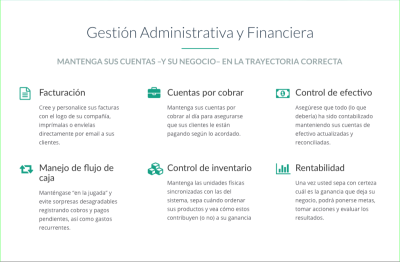 Gestión Administrativa y Financiera
MANTENGA SUS CUENTAS –Y SU NEGOCIO– EN LA TRAYECTORIA CORRECTA
Facturación
Cree y personalice sus facturas
con el logo de su compañía,
imprímalas o envíelas
directamente por email a sus
clientes.
Cuentas por cobrar
Mantenga sus cuentas por
cobrar al día para asegurarse
que sus clientes le están
pagando según lo acordado.
Control de efectivo
Asegúrese que todo (lo que
debería) ha sido contabilizado
manteniendo sus cuentas de
efectivo actualizadas y
reconciliadas.
Manejo de flujo de
caja
Manténgase "en la jugada" y
evite sorpresas desagradables
registrando cobros y pagos
pendientes, así como gastos
recurrentes.
Control de inventario
Mantenga las unidades físicas
sincronizadas con las del
sistema, sepa cuándo ordenar
sus productos y vea cómo estos
contribuyen (o no) a su ganancia
Rentabilidad
Una vez usted sepa con certeza
cuál es la ganancia que deja su
negocio, podrá ponerse metas,
tomar acciones y evaluar los
resultados.